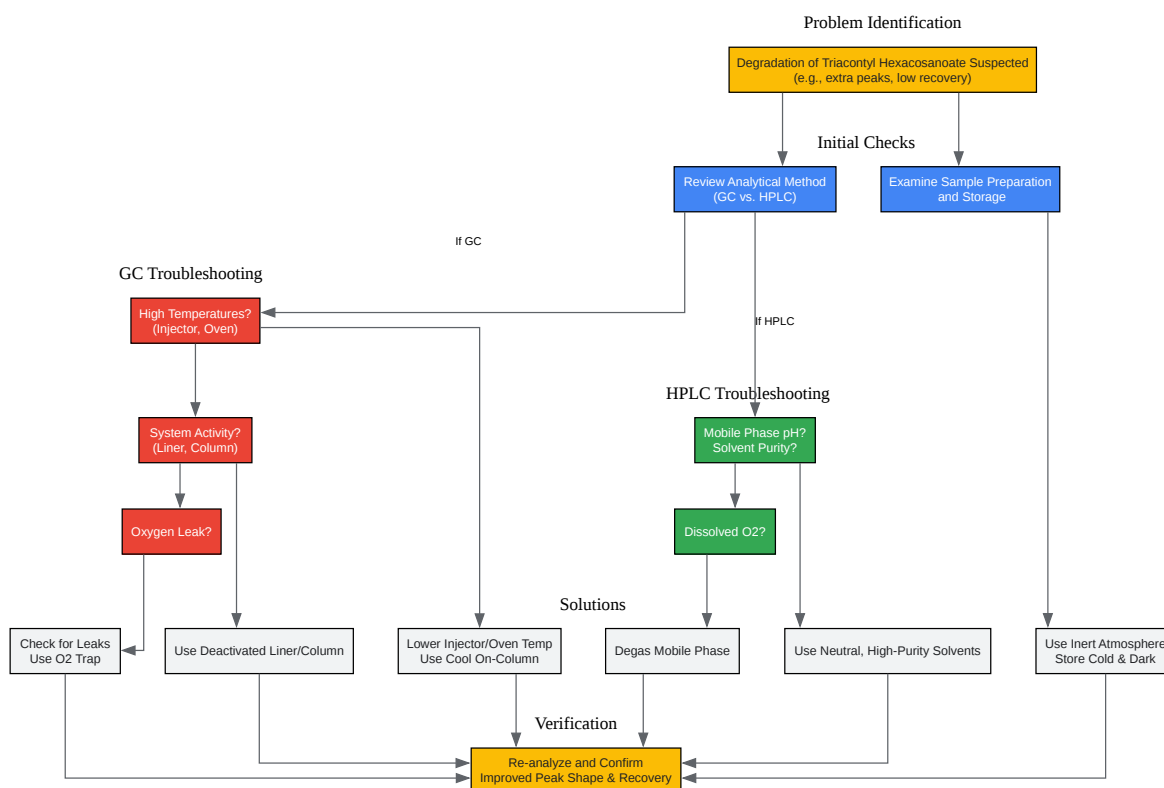 Problem Identification
Degradation of Triacontyl Hexacosanoate Suspected
(e.g., extra peaks, low recovery)
Initial Checks
Review Analytical Method
(GC vs. HPLC)
Examine Sample Preparation
and Storage
If GC
GC Troubleshooting
High Temperatures?
(Injector, Oven)
If HPLC
HPLC Troubleshooting
System Activity?
(Liner, Column)
Mobile Phase pH?
Solvent Purity?
Oxygen Leak?
Dissolved O2?
Solutions
Check for Leaks
Use O2 Trap
Use Deactivated Liner/Column
Lower Injector/Oven Temp
Use Cool On-Column
Degas Mobile Phase
Use Neutral, High-Purity Solvents
Use Inert Atmosphere
Store Cold & Dark
Verification
Re-analyze and Confirm
Improved Peak Shape & Recovery